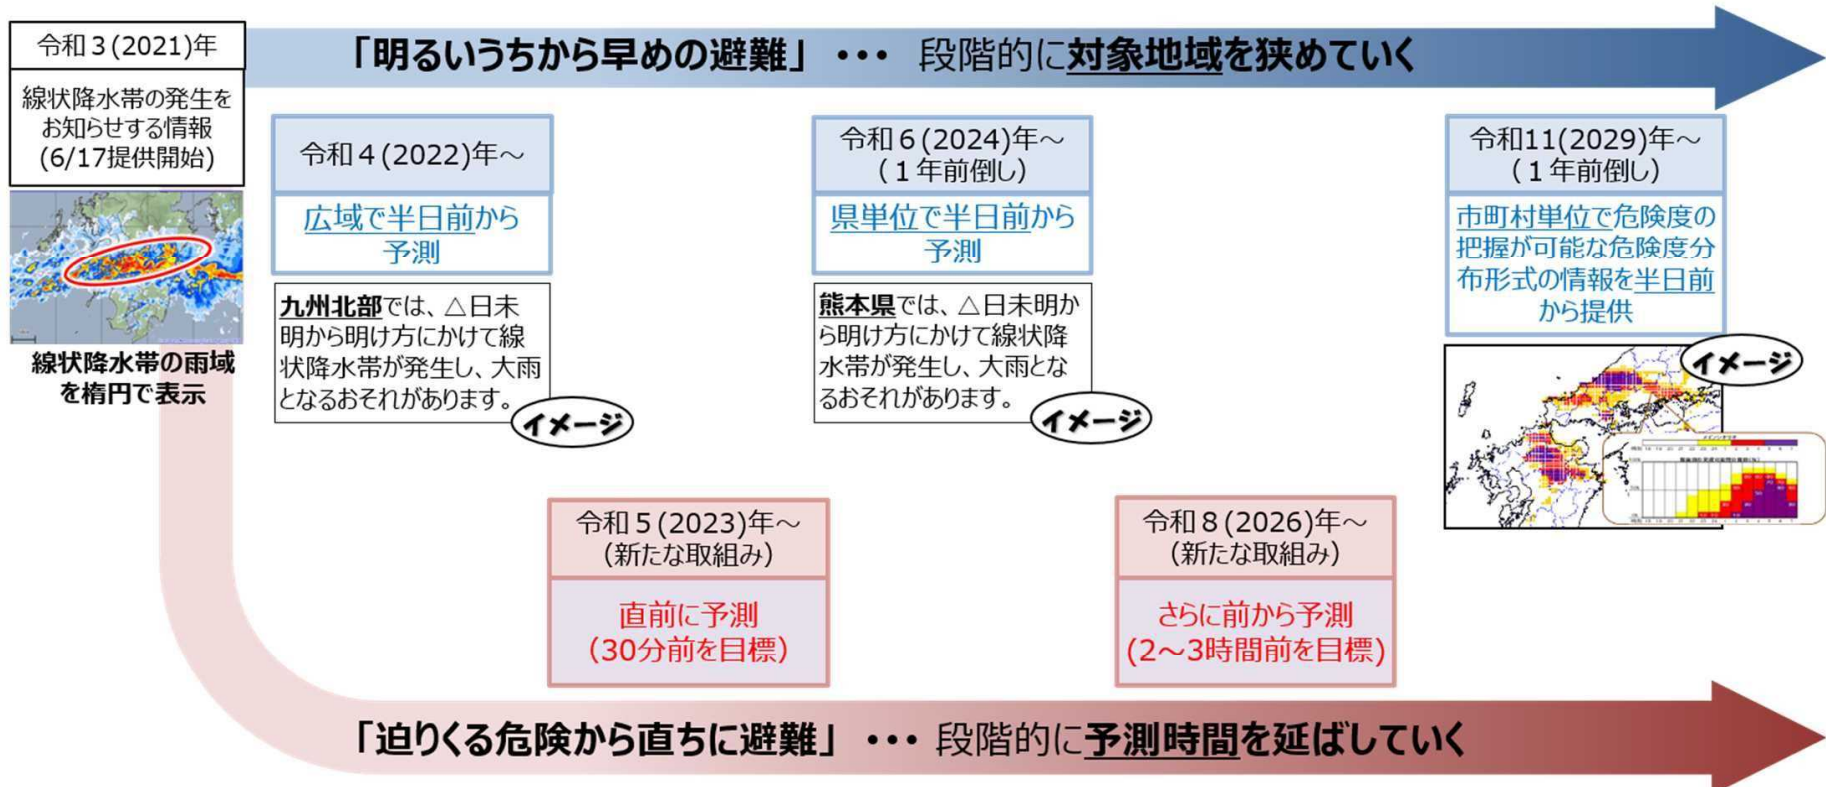 令和３(2021)年
線状降水帯の発生を
お知らせする情報
(6/17提供開始)
線状降水帯の雨域
を楕円で表示
「明るいうちから早めの避難」・・・ 段階的に対象地域を狭めていく
令和４(2022)年～
広域で半日前から
予測
九州北部では、△日未
明から明け方にかけて線
状降水帯が発生し、大雨
となるおそれがあります。
イメージ
令和６(2024)年～
(１年前倒し)
県単位で半日前から
予測
熊本県では、△日未明か
ら明け方にかけて線状降
水帯が発生し、大雨とな
るおそれがあります。
イメージ
令和11(2029)年～
(１年前倒し)
市町村単位で危険度の
把握が可能な危険度分
布形式の情報を半日前
から提供
イメージ
令和５(2023)年～
(新たな取組み)
直前に予測
(30分前を目標)
令和８(2026)年～
(新たな取組み)
さらに前から予測
(2～3時間前を目標)
「迫りくる危険から直ちに避難」・・・ 段階的に予測時間を延ばしていく